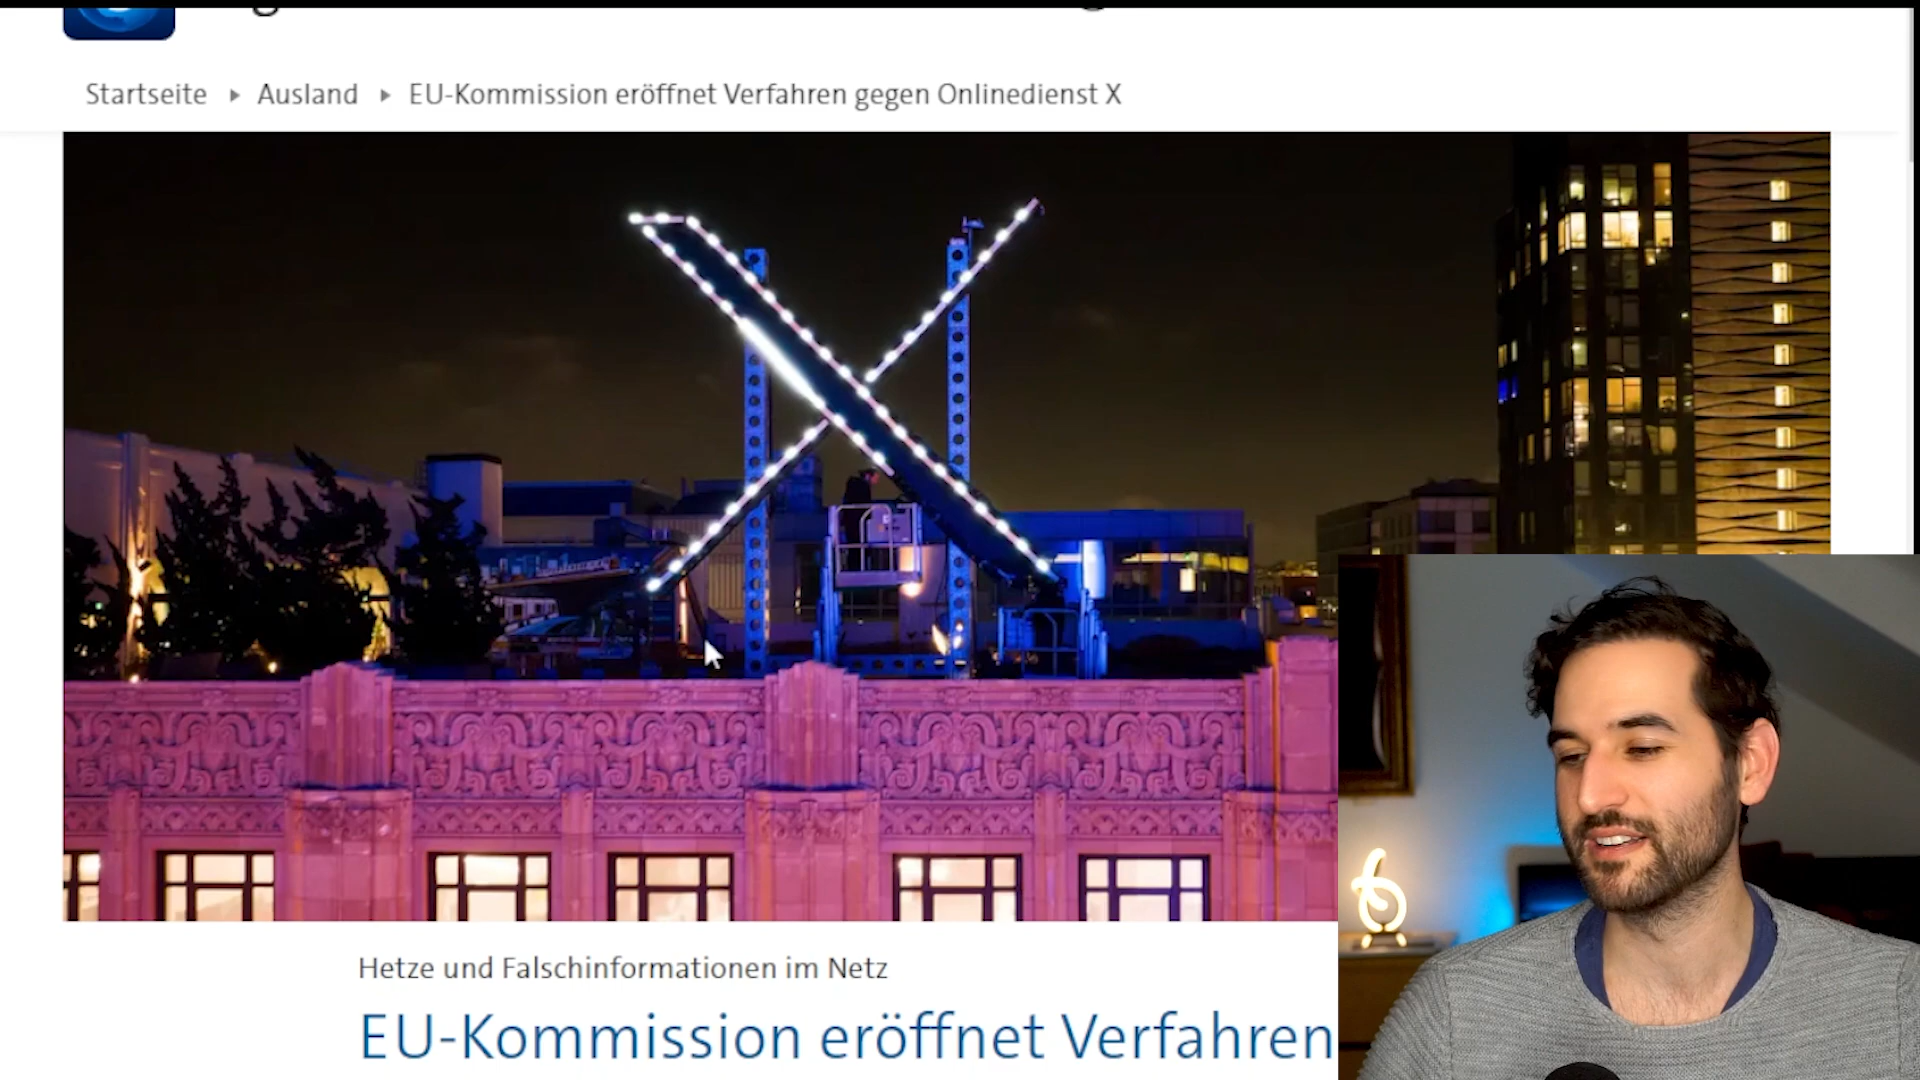 Startseite ▸ Ausland ▸ EU-Kommission eröffnet Verfahren gegen Onlinedienst X
X
Hetze und Falschinformationen im Netz
EU-Kommission eröffnet Verfahren